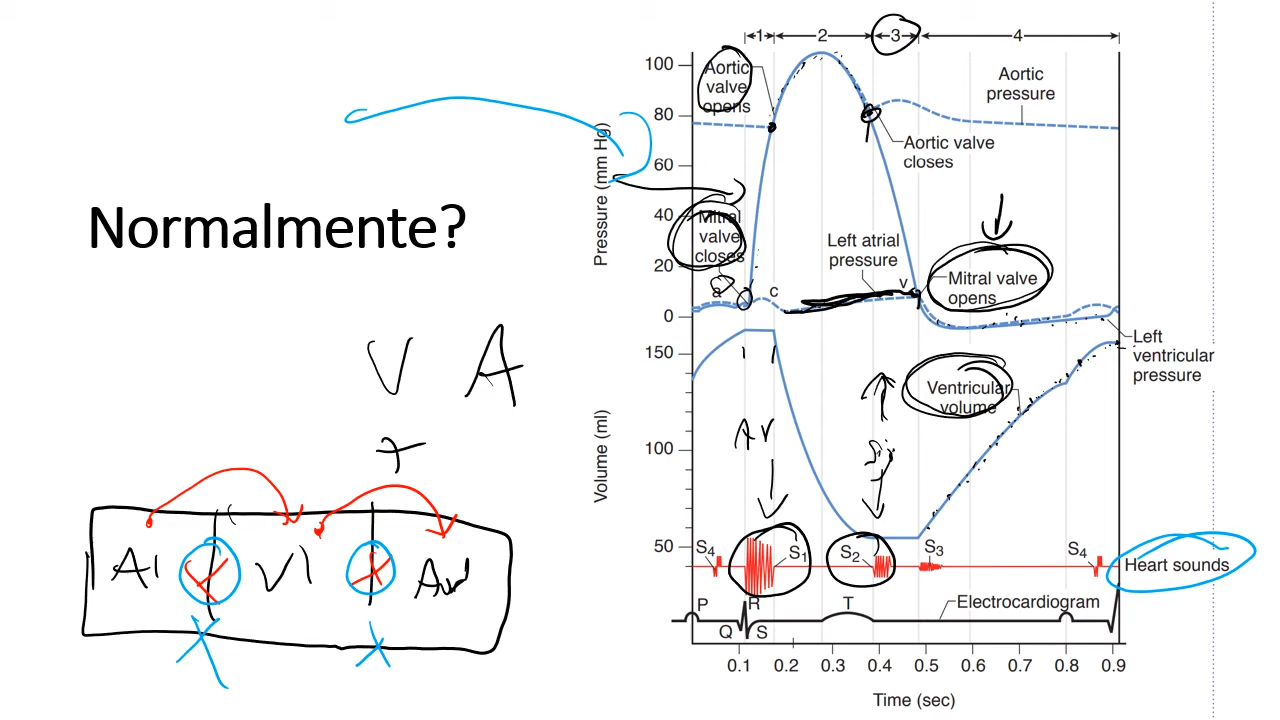 Normalmente?
V A
+
AI VI
1 2 3 4
Pressure (mm Hg)
100
80
60
40
20
0
Aortic
valve
opens
Aortic
pressure
Aortic valve
closes
Mitral
valve
closes
Left atrial
pressure
Mitral valve
opens
a c v
Left
ventricular
pressure
Volume (ml)
150
100
50
Ventricular
volume
S4 S1 S2 S3 S4
Heart sounds
P R T
Q S
Electrocardiogram
0.1 0.2 0.3 0.4 0.5 0.6 0.7 0.8 0.9
Time (sec)